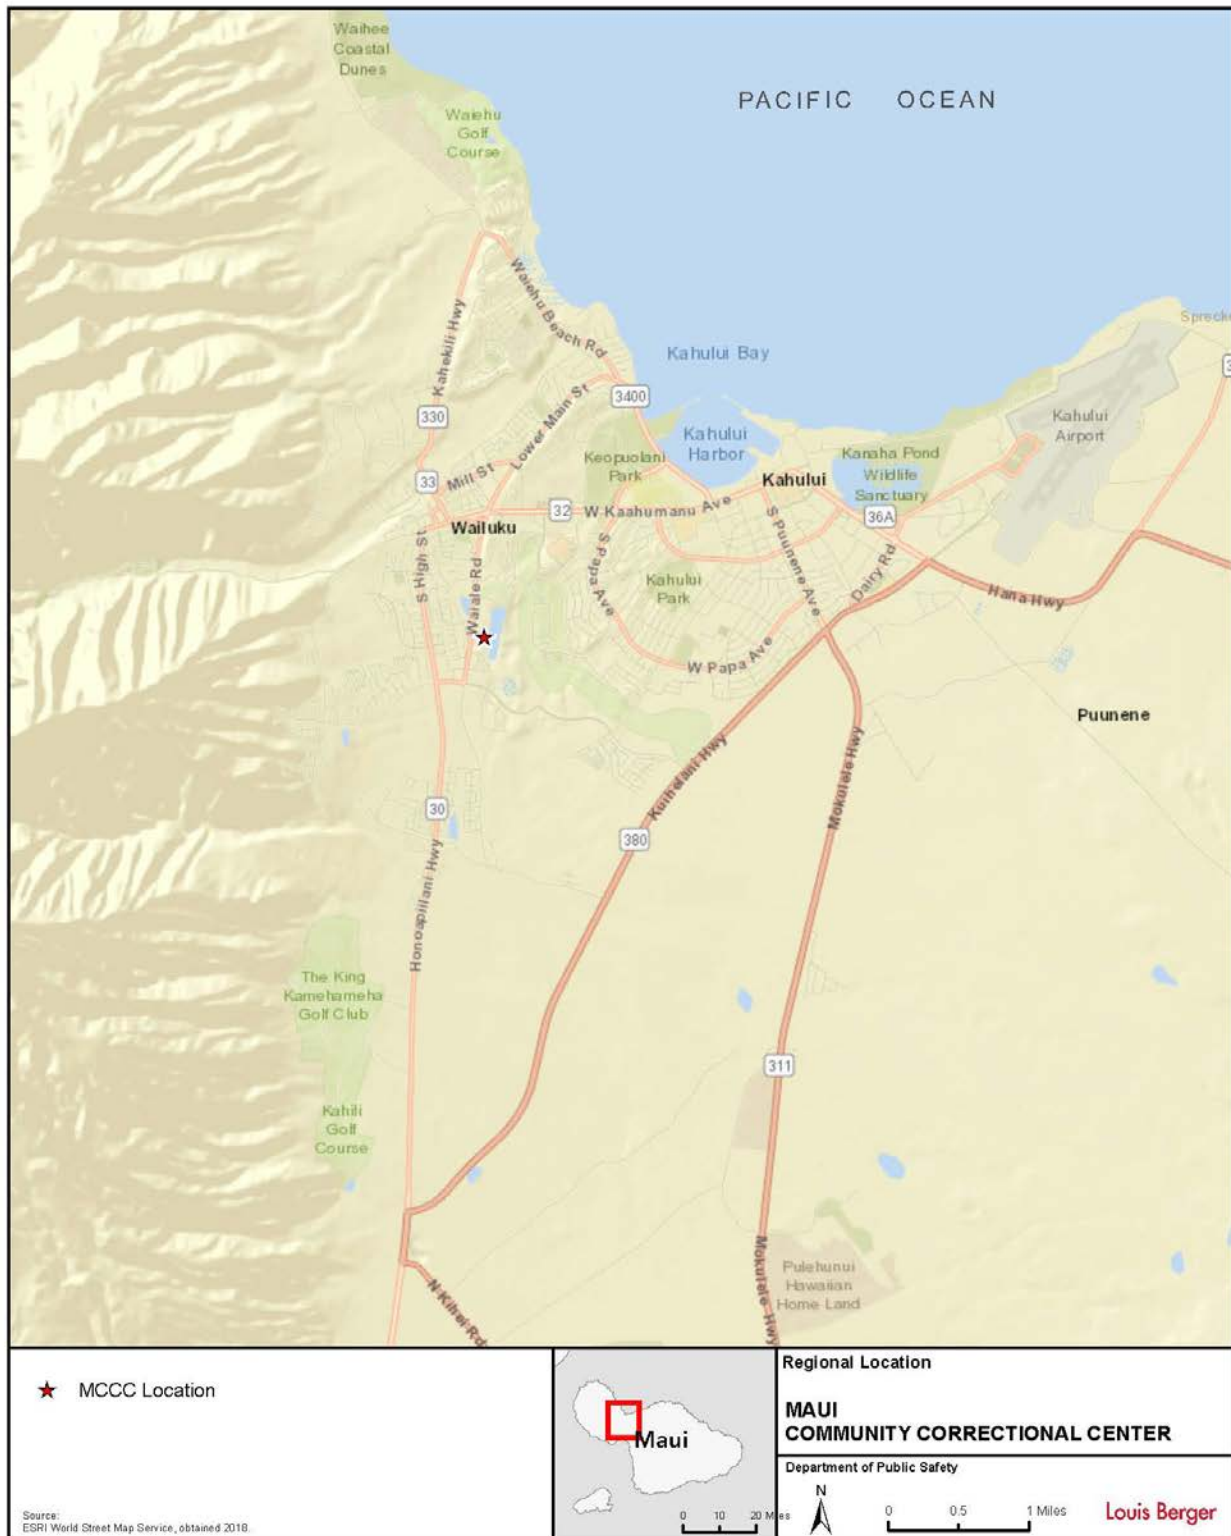 Waihee
Coastal
Dunes
PACIFIC OCEAN
Waiehu
Golf
Course
Waiehu Beach Rd
Kahekili Hwy
Sprecke
Kahului Bay
3400
330
Kahului
Airport
Lower Main St
Kahului
Harbor
Keopuolani
Park
Kanaha Pond
Wildlife
Sanctuary
Kahului
33
Mill St
32
W Kaahumanu Ave
36A
Wailuku
S High St
Waiale Rd
S Papa Ave
Kahului
Park
S Puunene Ave
Dairy Rd
Hana Hwy
W Papa Ave
Puunene
Kuihelani Hwy
Mokulele Hwy
30
380
Honoapiilani Hwy
The King
Kamehameha
Golf Club
311
Kahili
Golf
Course
N Kihei Rd
Mokulele Hwy
Pulehunui
Hawaiian
Home Land
MCCC Location
Source:
ESRI World Street Map Service, obtained 2018.
Maui
0 10 20 Miles
Regional Location
MAUI
COMMUNITY CORRECTIONAL CENTER
Department of Public Safety
N
0 0.5 1 Miles
Louis Berger